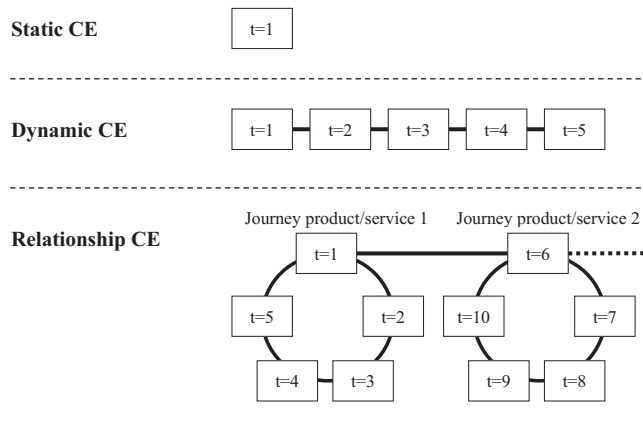 Static CE
t=1
Dynamic CE
t=1
t=2
t=3
t=4
t=5
Relationship CE
Journey product/service 1
Journey product/service 2
t=1
t=6
t=5
t=2
t=10
t=7
t=4
t=3
t=9
t=8